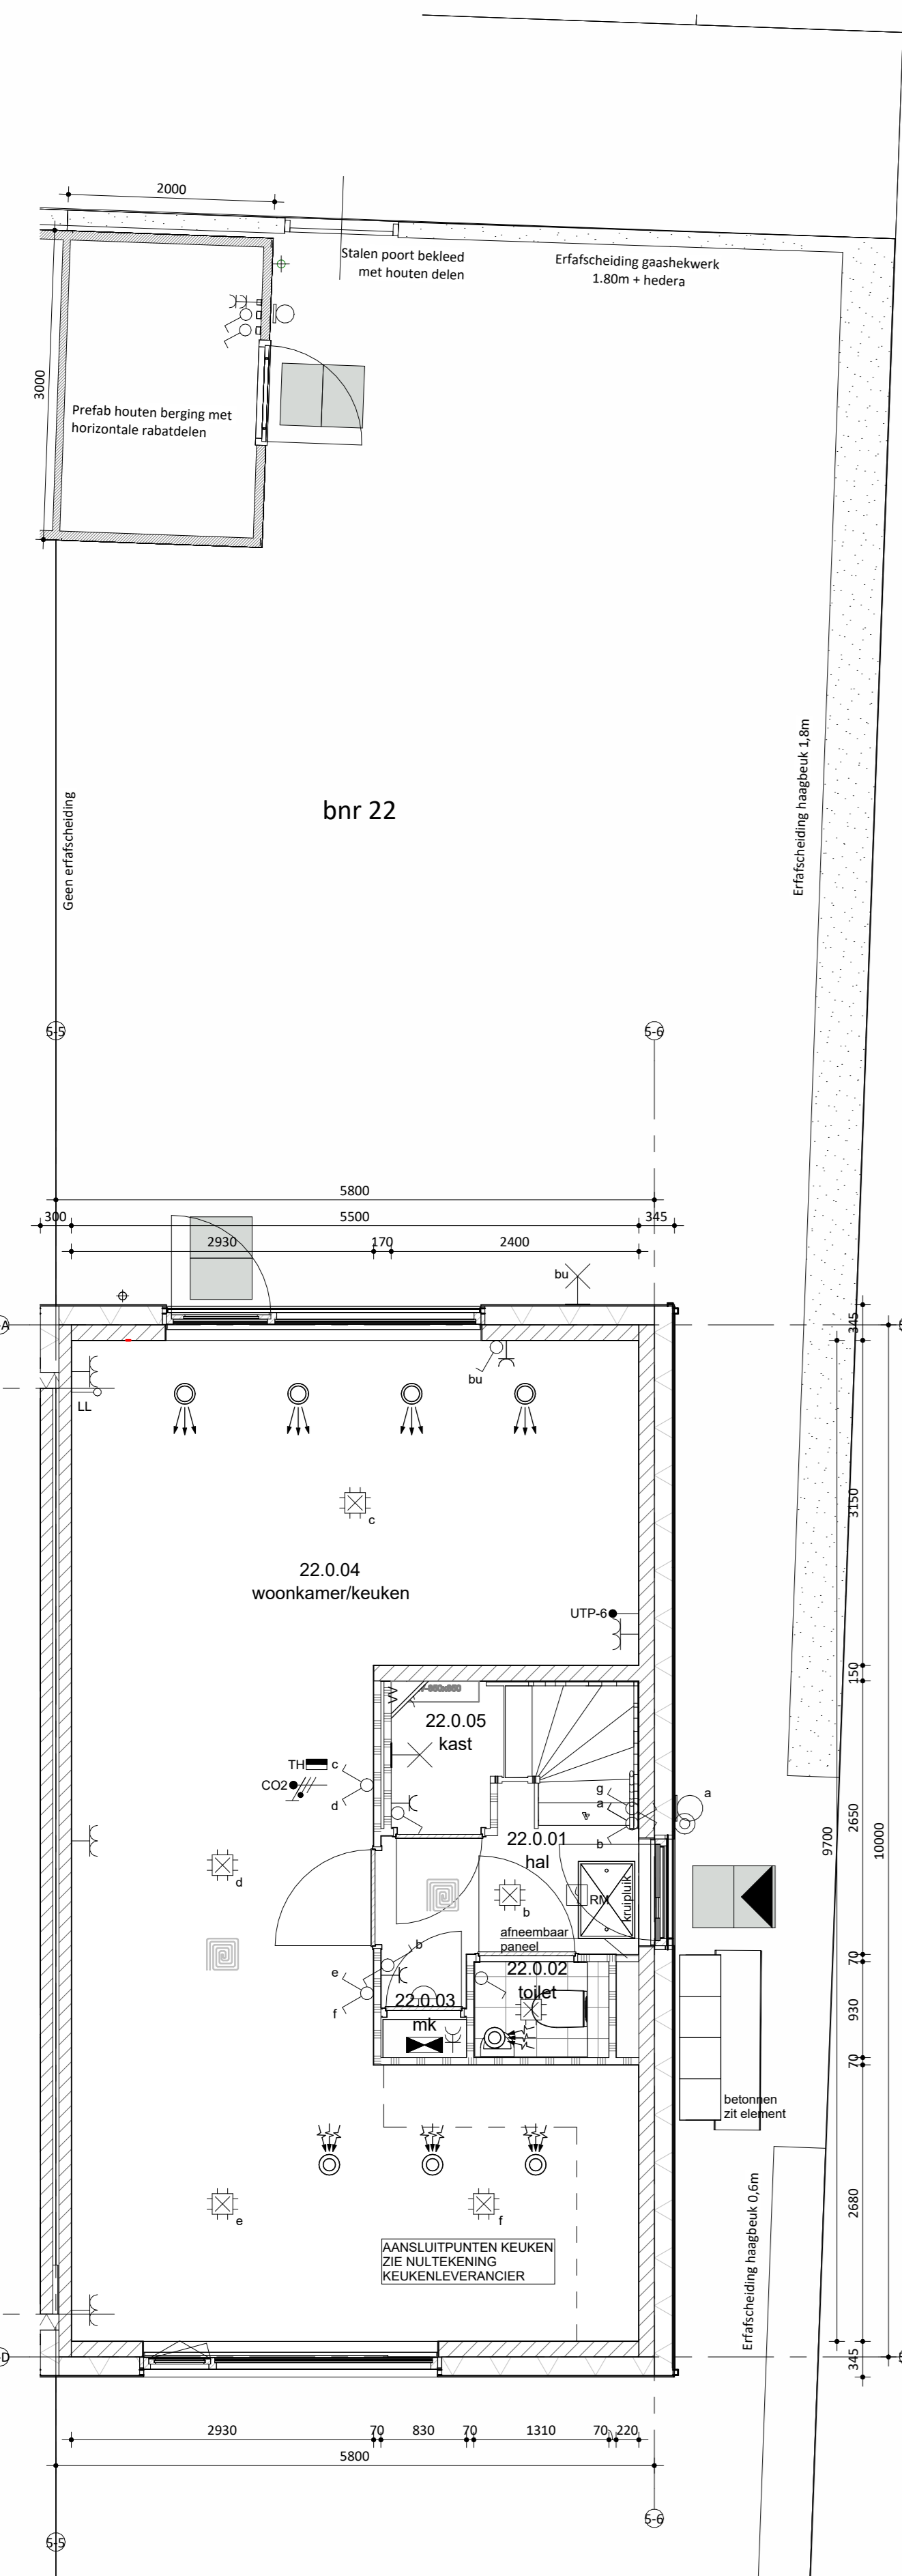 2000
Stalen poort bekleed
met houten delen
Erfafscheiding gaashekwerk
1.80m + hedera
3000
Prefab houten berging met
horizontale rabatdelen
Erfafscheiding haagbeuk 1,8m
Geen erfafscheiding
bnr 22
5-5
5-6
5800
300
5500
345
2930
170
2400
bu
A
345
bu
LL
c
3150
22.0.04
woonkamer/keuken
UTP-6
150
22.0.05
kast
TH
c
CO2
d
g
a
a
b
22.0.01
hal
2650
9700
10000
d
b
RM
kruipluik
afneembaar
paneel
b
70
e
f
22.0.02
toilet
22.0.03
mk
930
70
betonnen
zit element
e
f
2680
Erfafscheiding haagbeuk 0,6m
AANSLUITPUNTEN KEUKEN
ZIE NULTEKENING
KEUKENLEVERANCIER
D
345
2930
70
830
70
1310
70
220
5800
5-6
5-5